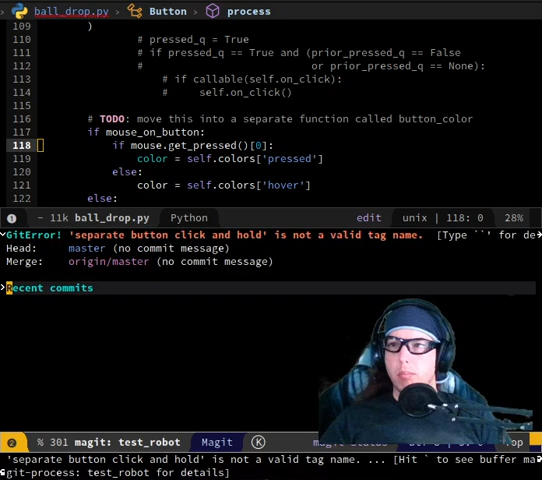 ball_drop.py > Button > process
109 )
110 # pressed_q = True
111 # if pressed_q == True and (prior_pressed_q == False
112 # or prior_pressed_q == None):
113 # if callable(self.on_click):
114 # self.on_click()
115
116 # TODO: move this into a separate function called button_color
117 if mouse_on_button:
118 if mouse.get_pressed()[0]:
119 color = self.colors['pressed']
120 else:
121 color = self.colors['hover']
122 else:
1 - 11k ball_drop.py Python edit unix | 118: 0 28%
GitError! 'separate button click and hold' is not a valid tag name. [Type `` ' for de
Head: master (no commit message)
Merge: origin/master (no commit message)
Recent commits
2 % 301 magit: test_robot Magit K
'separate button click and hold' is not a valid tag name. ... [Hit ` to see buffer ma
git-process: test_robot for details]